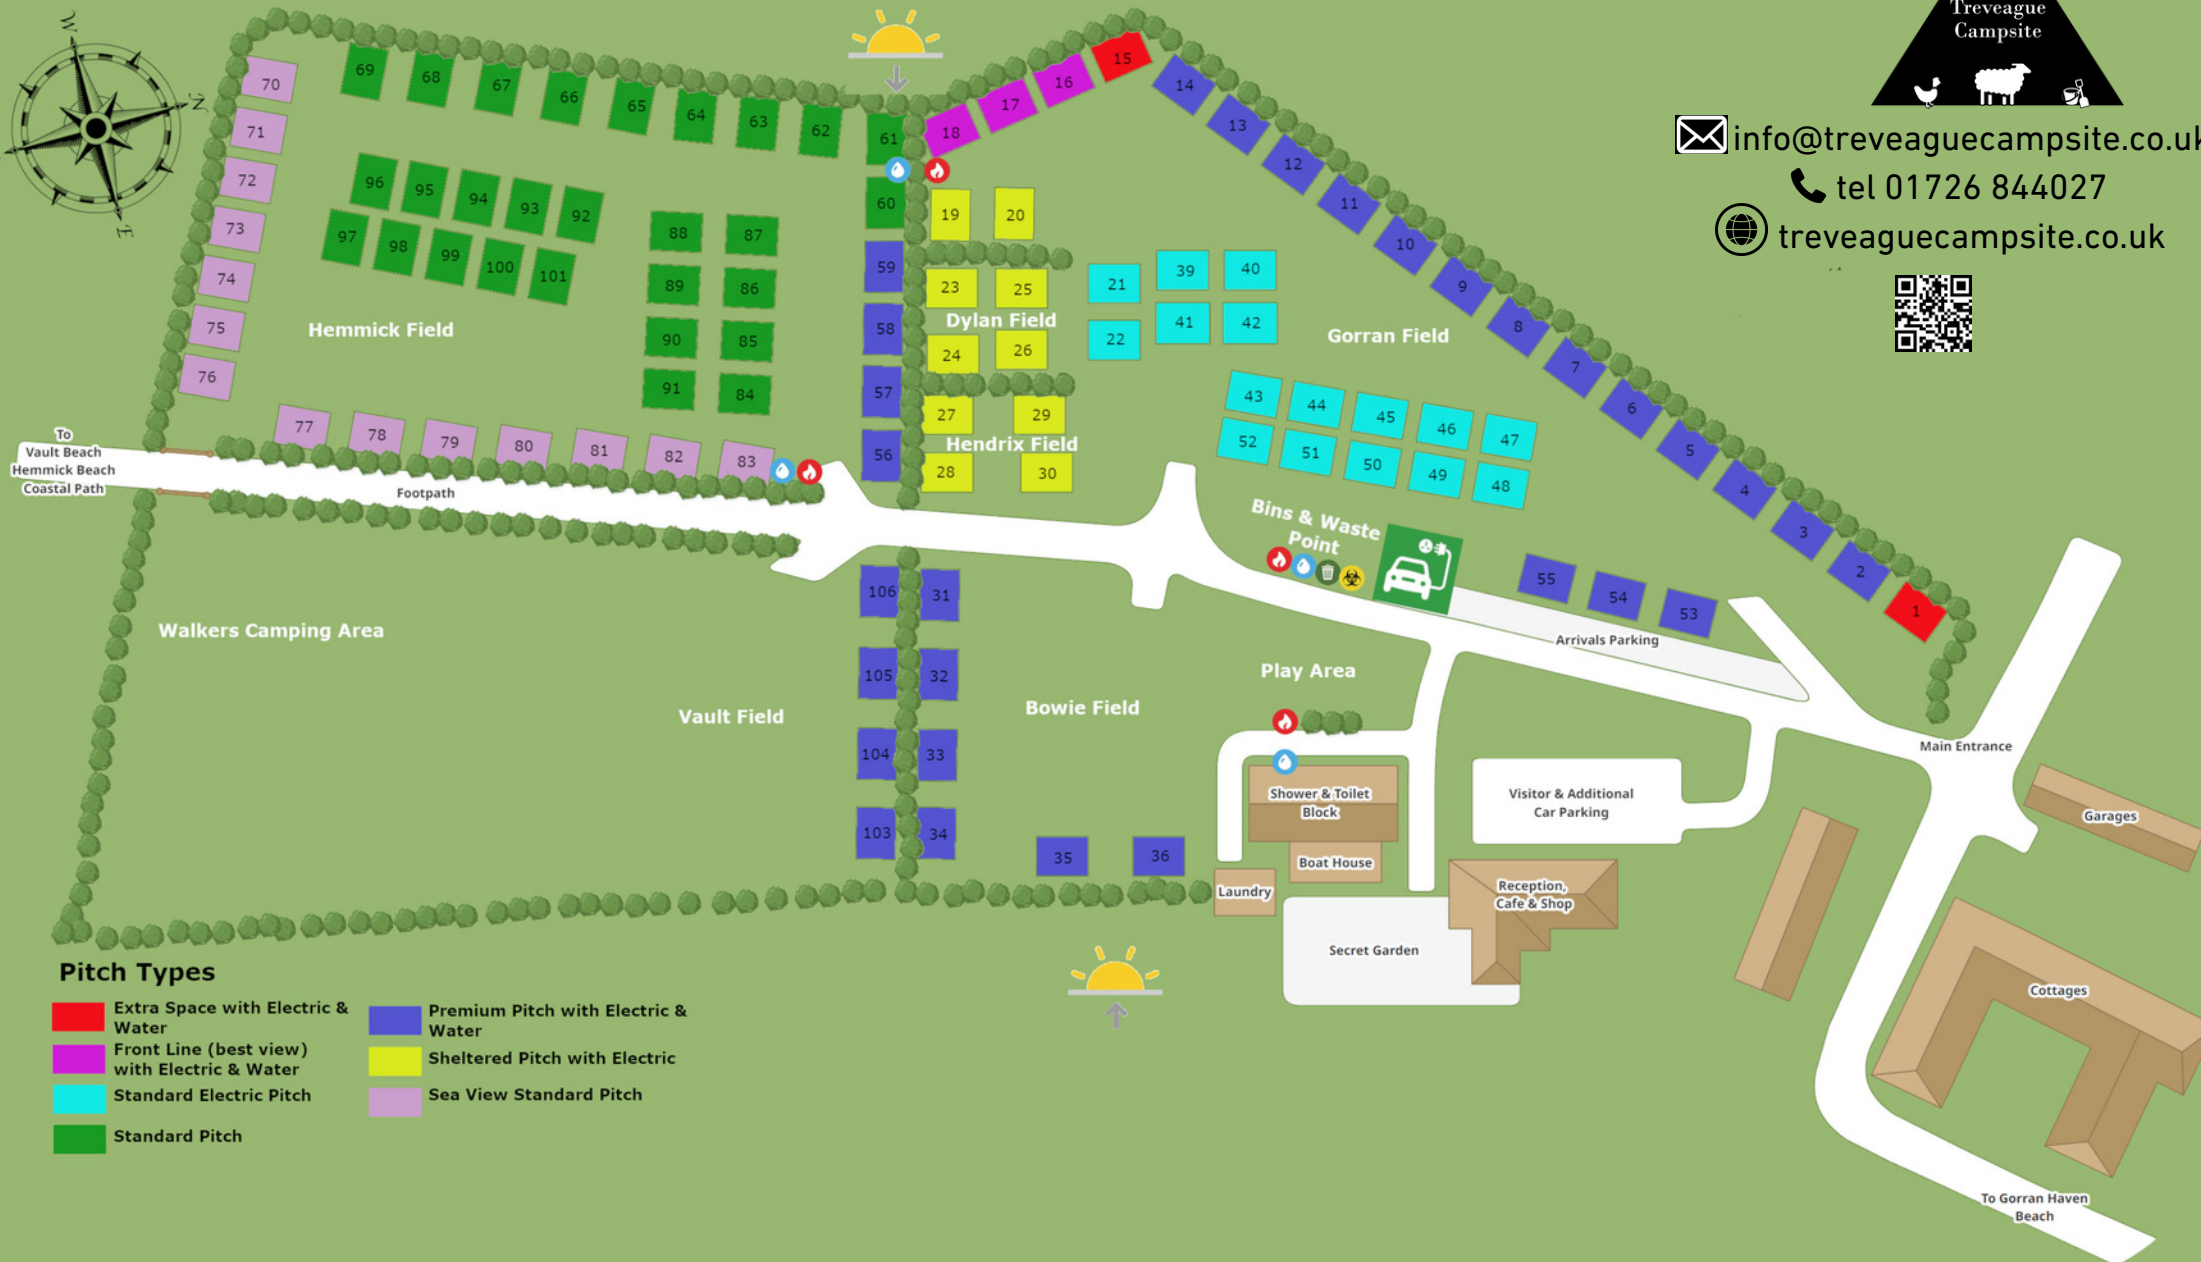 Treveague
Campsite
info@treveaguecampsite.co.uk
tel 01726 844027
treveaguecampsite.co.uk
W
N
E
70
69
68
67
66
65
64
63
62
61
18
17
16
15
14
13
12
11
10
9
8
7
6
5
4
3
2
1
71
72
73
74
75
76
96
95
94
93
92
97
98
99
100
101
88
87
89
86
90
85
91
84
60
59
58
57
56
19
20
23
25
Dylan Field
24
26
27
29
Hendrix Field
28
30
21
39
40
22
41
42
Gorran Field
43
44
45
46
47
52
51
50
49
48
Hemmick Field
77
78
79
80
81
82
83
To
Vault Beach
Hemmick Beach
Coastal Path
Footpath
Bins & Waste
Point
55
54
53
Arrivals Parking
Walkers Camping Area
106
31
105
32
104
33
103
34
Vault Field
Bowie Field
Play Area
35
36
Shower & Toilet
Block
Boat House
Laundry
Visitor & Additional
Car Parking
Reception,
Cafe & Shop
Secret Garden
Main Entrance
Garages
Cottages
To Gorran Haven
Beach
Pitch Types
Extra Space with Electric &
Water
Front Line (best view)
with Electric & Water
Standard Electric Pitch
Standard Pitch
Premium Pitch with Electric &
Water
Sheltered Pitch with Electric
Sea View Standard Pitch